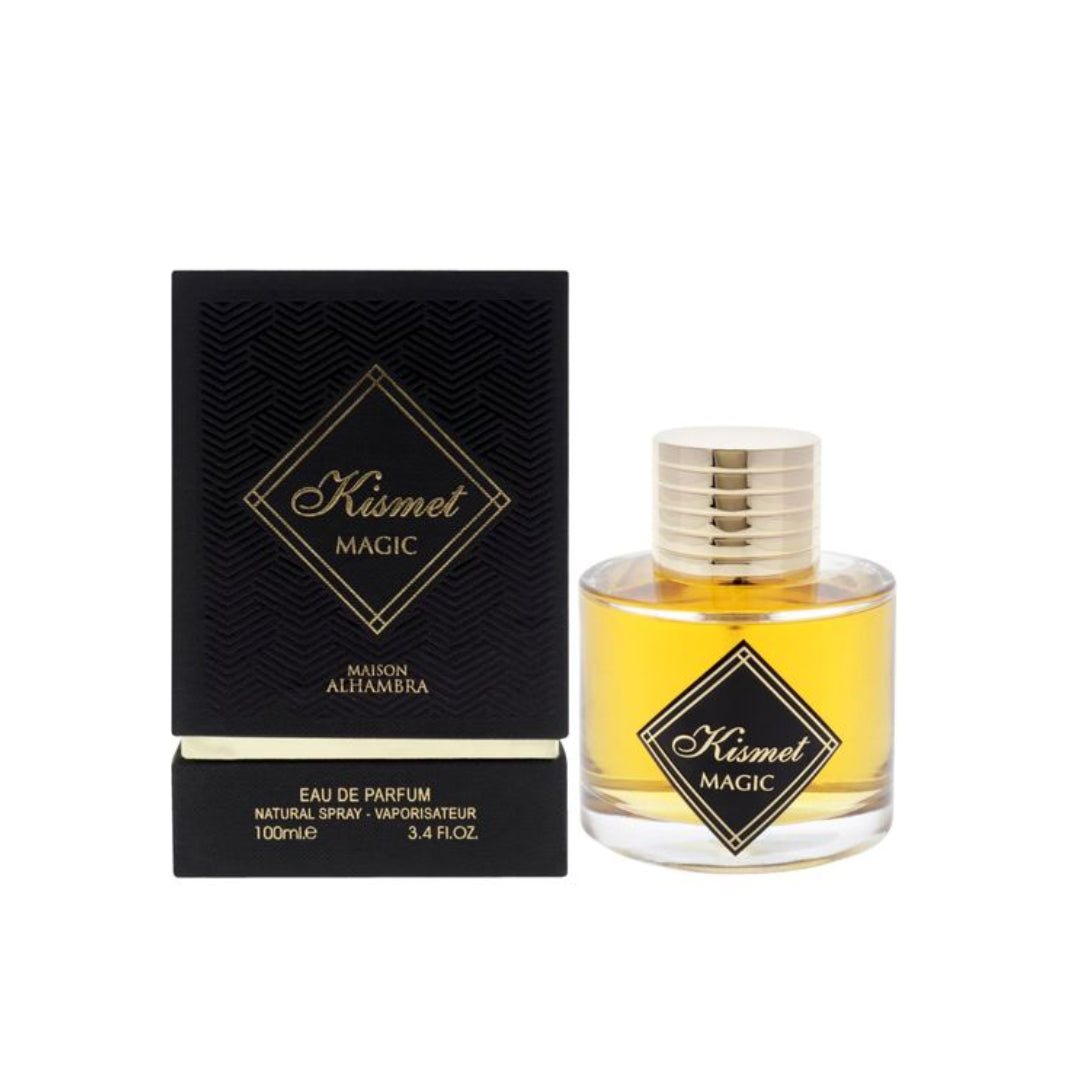 Kismet
MAGIC
MAISON
ALHAMBRA
EAU DE PARFUM
NATURAL SPRAY - VAPORISATEUR
100ml.e 3.4 Fl.OZ.
Kismet
MAGIC